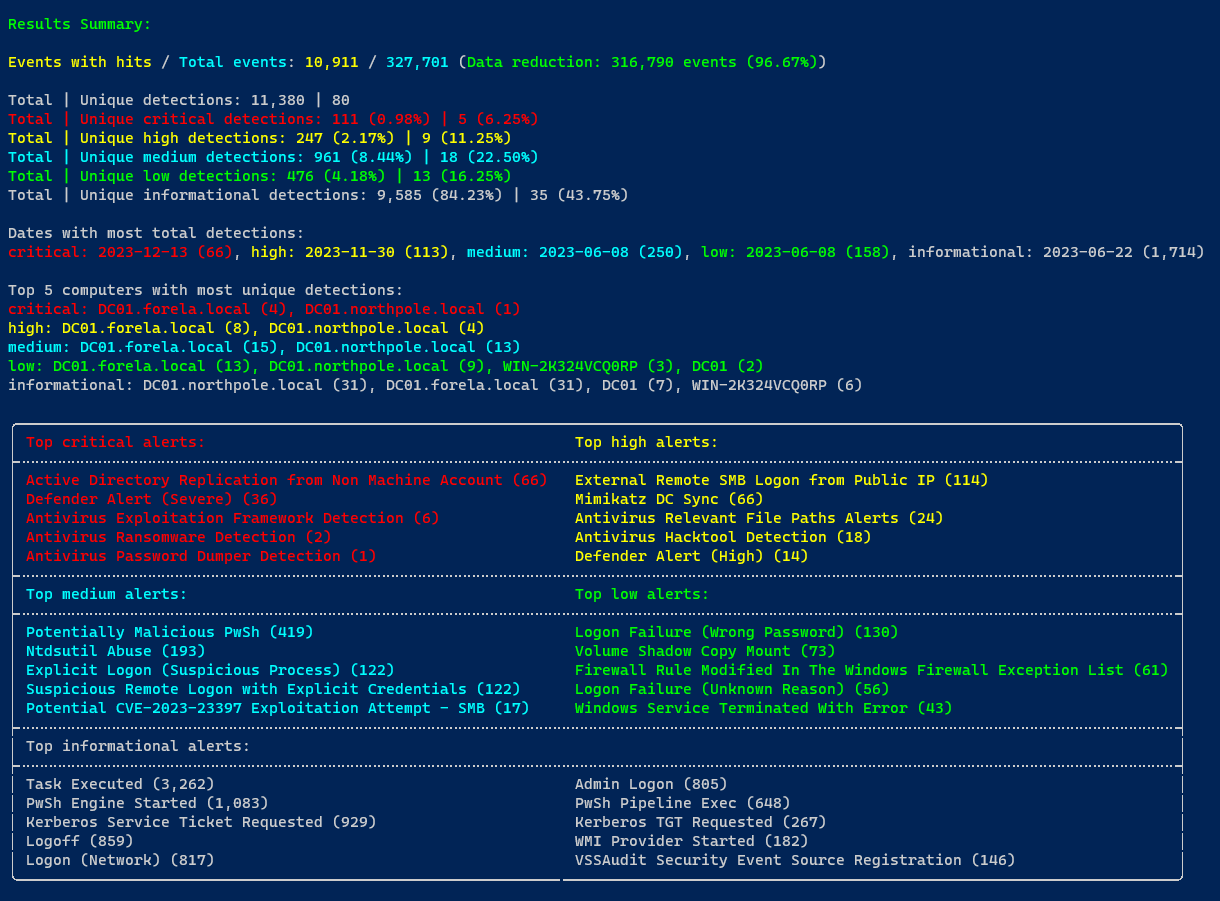 Results Summary:
Events with hits / Total events: 10,911 / 327,701 (Data reduction: 316,790 events (96.67%))
Total | Unique detections: 11,380 | 80
Total | Unique critical detections: 111 (0.98%) | 5 (6.25%)
Total | Unique high detections: 247 (2.17%) | 9 (11.25%)
Total | Unique medium detections: 961 (8.44%) | 18 (22.50%)
Total | Unique low detections: 476 (4.18%) | 13 (16.25%)
Total | Unique informational detections: 9,585 (84.23%) | 35 (43.75%)
Dates with most total detections:
critical: 2023-12-13 (66), high: 2023-11-30 (113), medium: 2023-06-08 (250), low: 2023-06-08 (158), informational: 2023-06-22 (1,714)
Top 5 computers with most unique detections:
critical: DC01.forela.local (4), DC01.northpole.local (1)
high: DC01.forela.local (8), DC01.northpole.local (4)
medium: DC01.forela.local (15), DC01.northpole.local (13)
low: DC01.forela.local (13), DC01.northpole.local (9), WIN-2K324VCQ0RP (3), DC01 (2)
informational: DC01.northpole.local (31), DC01.forela.local (31), DC01 (7), WIN-2K324VCQ0RP (6)
Top critical alerts: Top high alerts:
Active Directory Replication from Non Machine Account (66) External Remote SMB Logon from Public IP (114)
Defender Alert (Severe) (36) Mimikatz DC Sync (66)
Antivirus Exploitation Framework Detection (6) Antivirus Relevant File Paths Alerts (24)
Antivirus Ransomware Detection (2) Antivirus Hacktool Detection (18)
Antivirus Password Dumper Detection (1) Defender Alert (High) (14)
Top medium alerts: Top low alerts:
Potentially Malicious PwSh (419) Logon Failure (Wrong Password) (130)
Ntdsutil Abuse (193) Volume Shadow Copy Mount (73)
Explicit Logon (Suspicious Process) (122) Firewall Rule Modified In The Windows Firewall Exception List (61)
Suspicious Remote Logon with Explicit Credentials (122) Logon Failure (Unknown Reason) (56)
Potential CVE-2023-23397 Exploitation Attempt - SMB (17) Windows Service Terminated With Error (43)
Top informational alerts:
Task Executed (3,262) Admin Logon (805)
PwSh Engine Started (1,083) PwSh Pipeline Exec (648)
Kerberos Service Ticket Requested (929) Kerberos TGT Requested (267)
Logoff (859) WMI Provider Started (182)
Logon (Network) (817) VSSAudit Security Event Source Registration (146)